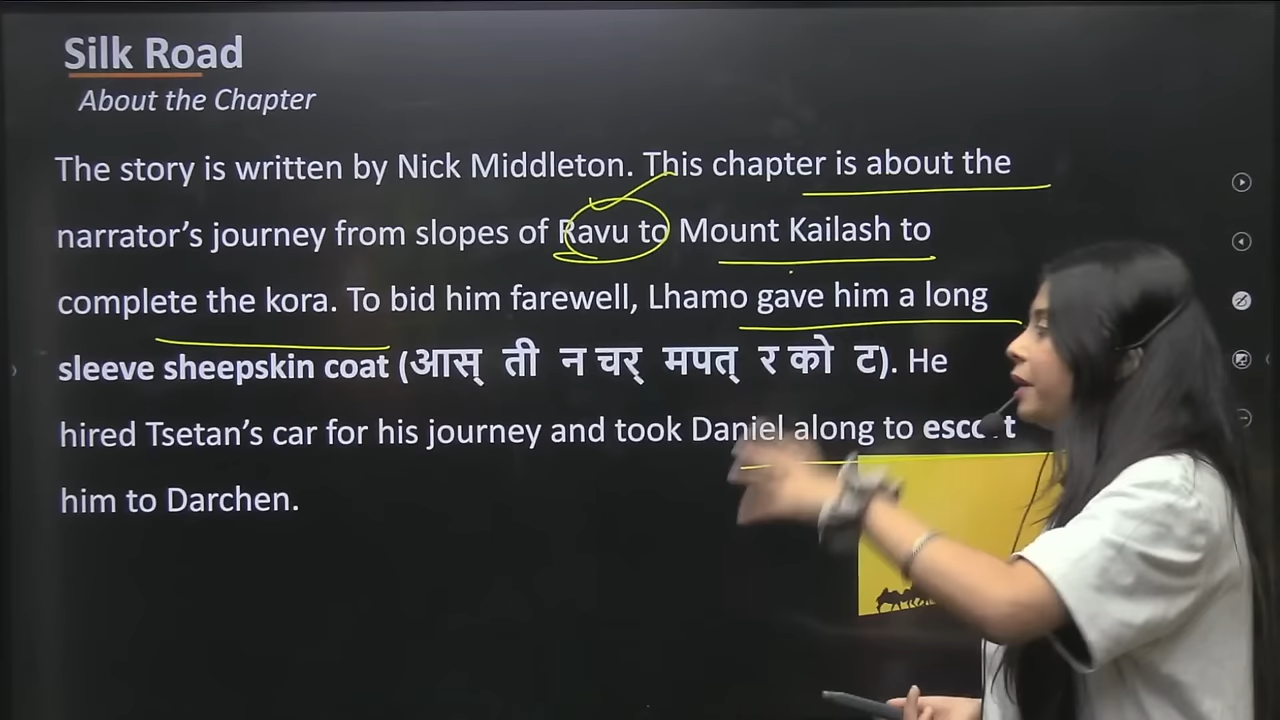 Silk Road
About the Chapter
The story is written by Nick Middleton. This chapter is about the
narrator's journey from slopes of Ravu to Mount Kailash to
complete the kora. To bid him farewell, Lhamo gave him a long
sleeve sheepskin coat (आस् ती न चर् मपत् र को ट). He
hired Tsetan's car for his journey and took Daniel along to
him to Darchen.